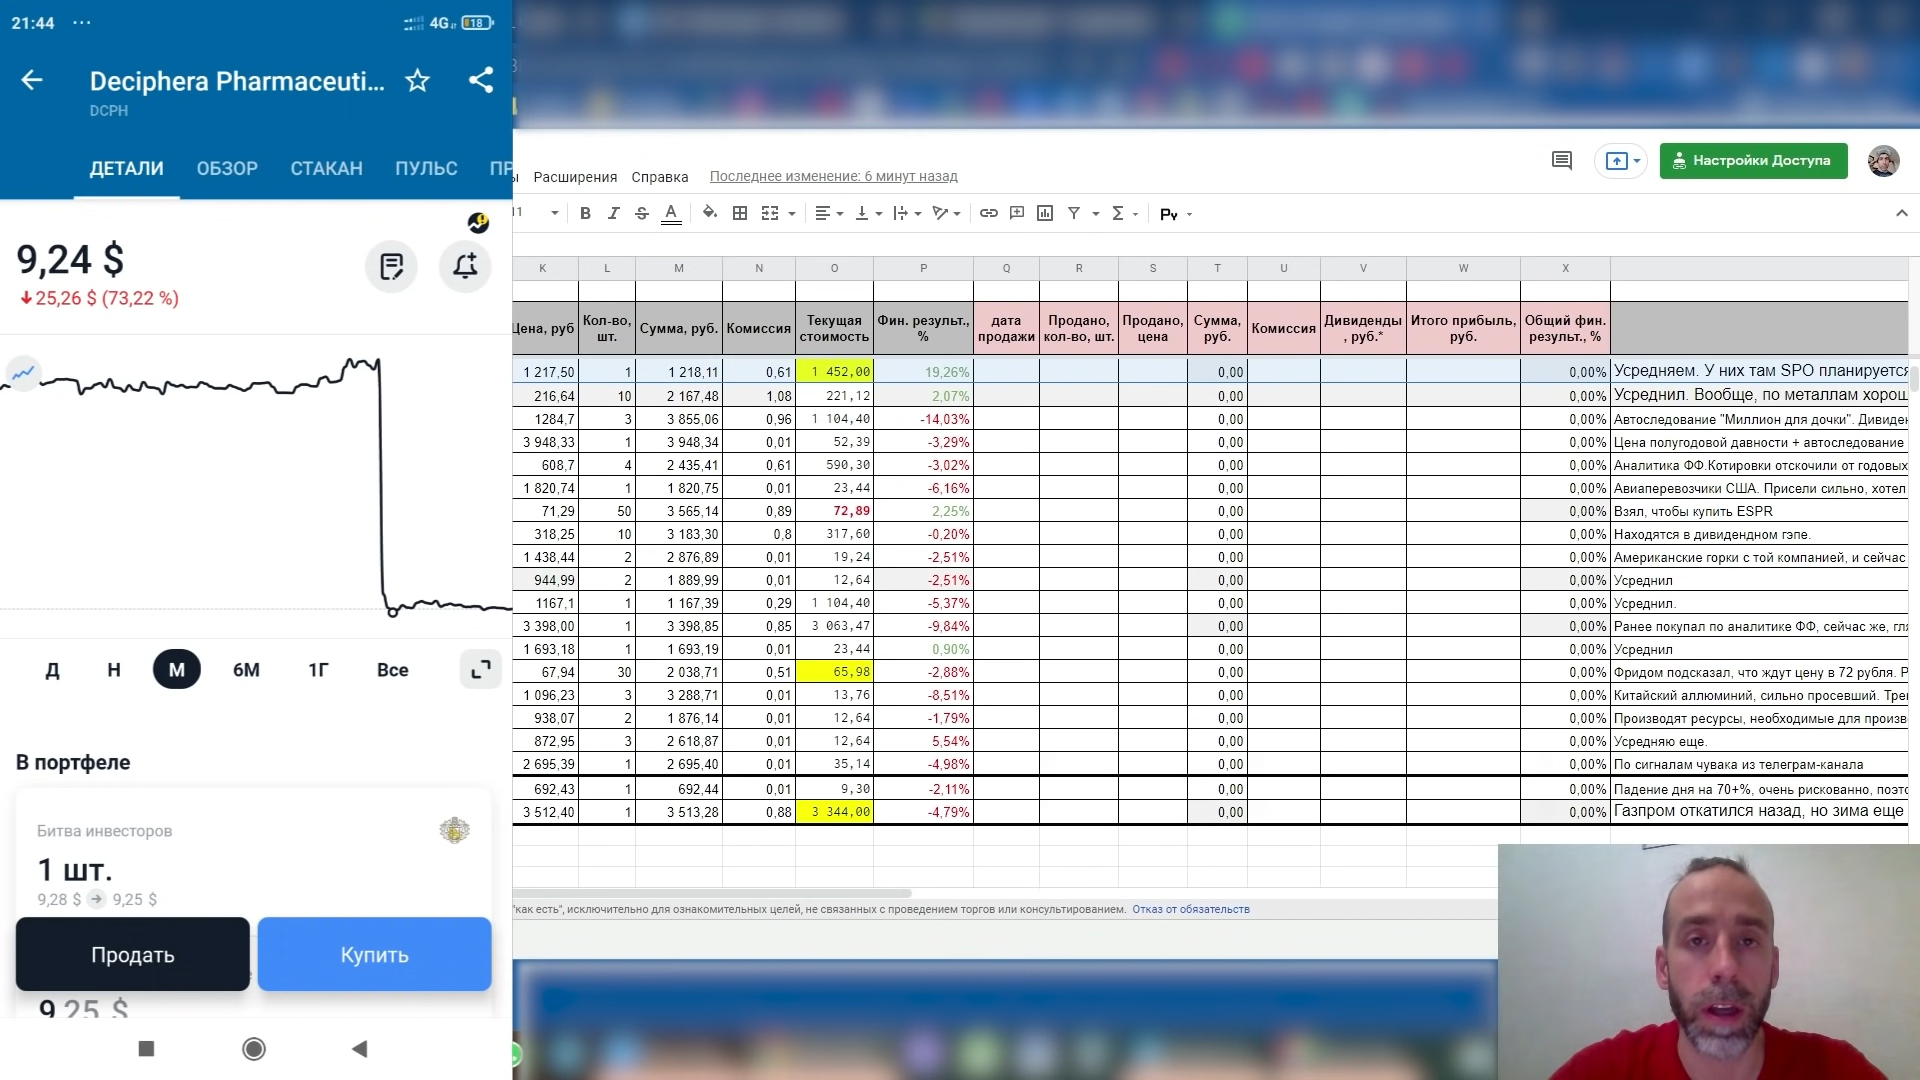 21:44 ...
4G 18
Deciphera Pharmaceuti...
DCPH
ДЕТАЛИ ОБЗОР СТАКАН ПУЛЬС ПР
9,24 $
25,26 $ (73,22 %)
Д Н М 6М 1Г Все
В портфеле
Битва инвесторов
1 шт.
9,28 $ → 9,25 $
Продать Купить
9,25 $
ы Расширения Справка Последнее изменение: 6 минут назад
Настройки Доступа
11 B I S A Σ Py
K L M N O P Q R S T U V W X
Цена, руб Кол-во, шт. Сумма, руб. Комиссия Текущая стоимость Фин. результ., % дата продажи Продано, кол-во, шт. Продано, цена Сумма, руб. Комиссия Дивиденды, руб.* Итого прибыль, руб. Общий фин. результ., %
1 217,50 1 1 218,11 0,61 1 452,00 19,26% 0,00 0,00% Усредняем. У них там SPO планируется
216,64 10 2 167,48 1,08 221,12 2,07% 0,00 0,00% Усреднил. Вообще, по металлам хорош
1284,7 3 3 855,06 0,96 1 104,40 -14,03% 0,00 0,00% Автоследование "Миллион для дочки". Дивиден
3 948,33 1 3 948,34 0,01 52,39 -3,29% 0,00 0,00% Цена полугодовой давности + автоследование
608,7 4 2 435,41 0,61 590,30 -3,02% 0,00 0,00% Аналитика ФФ.Котировки отскочили от годовых
1 820,74 1 1 820,75 0,01 23,44 -6,16% 0,00 0,00% Авиаперевозчики США. Присели сильно, хотел
71,29 50 3 565,14 0,89 72,89 2,25% 0,00 0,00% Взял, чтобы купить ESPR
318,25 10 3 183,30 0,8 317,60 -0,20% 0,00 0,00% Находятся в дивидендном гэпе.
1 438,44 2 2 876,89 0,01 19,24 -2,51% 0,00 0,00% Американские горки с той компанией, и сейчас
944,99 2 1 889,99 0,01 12,64 -2,51% 0,00 0,00% Усреднил
1167,1 1 1 167,39 0,29 1 104,40 -5,37% 0,00 0,00% Усреднил.
3 398,00 1 3 398,85 0,85 3 063,47 -9,84% 0,00 0,00% Ранее покупал по аналитике ФФ, сейчас же, гля
1 693,18 1 1 693,19 0,01 23,44 0,90% 0,00 0,00% Усреднил
67,94 30 2 038,71 0,51 65,98 -2,88% 0,00 0,00% Фридом подсказал, что ждут цену в 72 рубля. Р
1 096,23 3 3 288,71 0,01 13,76 -8,51% 0,00 0,00% Китайский аллюминий, сильно просевший. Трен
938,07 2 1 876,14 0,01 12,64 -1,79% 0,00 0,00% Производят ресурсы, необходимые для произв
872,95 3 2 618,87 0,01 12,64 5,54% 0,00 0,00% Усредняю еще.
2 695,39 1 2 695,40 0,01 35,14 -4,98% 0,00 0,00% По сигналам чувака из телеграм-канала
692,43 1 692,44 0,01 9,30 -2,11% 0,00 0,00% Падение дня на 70+%, очень рискованно, поэто
3 512,40 1 3 513,28 0,88 3 344,00 -4,79% 0,00 0,00% Газпром откатился назад, но зима еще
"как есть", исключительно для ознакомительных целей, не связанных с проведением торгов или консультированием. Отказ от обязательств